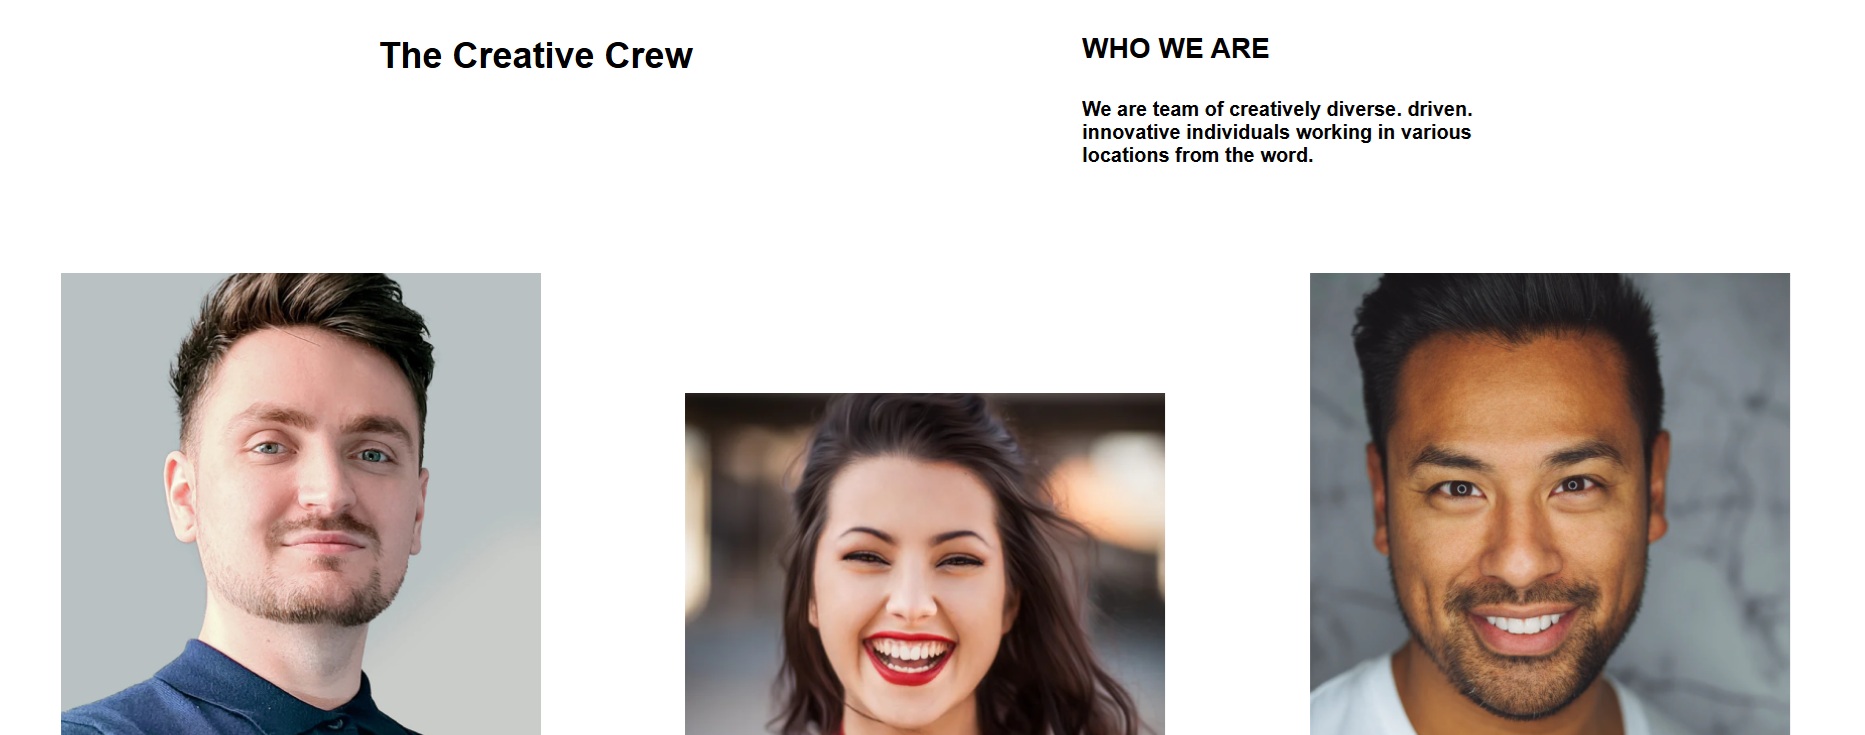 The Creative Crew
WHO WE ARE
We are team of creatively diverse. driven.
innovative individuals working in various
locations from the word.